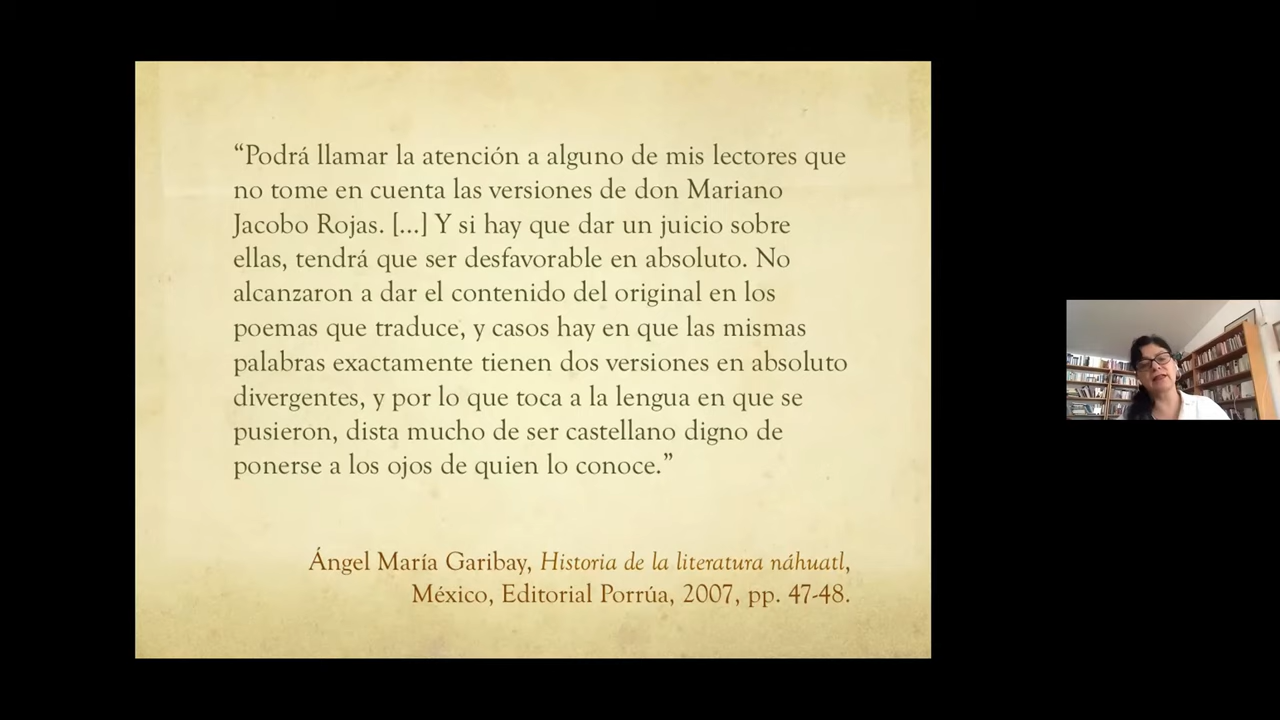 “Podrá llamar la atención a alguno de mis lectores que
no tome en cuenta las versiones de don Mariano
Jacobo Rojas. [...] Y si hay que dar un juicio sobre
ellas, tendrá que ser desfavorable en absoluto. No
alcanzaron a dar el contenido del original en los
poemas que traduce, y casos hay en que las mismas
palabras exactamente tienen dos versiones en absoluto
divergentes, y por lo que toca a la lengua en que se
pusieron, dista mucho de ser castellano digno de
ponerse a los ojos de quien lo conoce.”
Ángel María Garibay, Historia de la literatura náhuatl,
México, Editorial Porrúa, 2007, pp. 47-48.